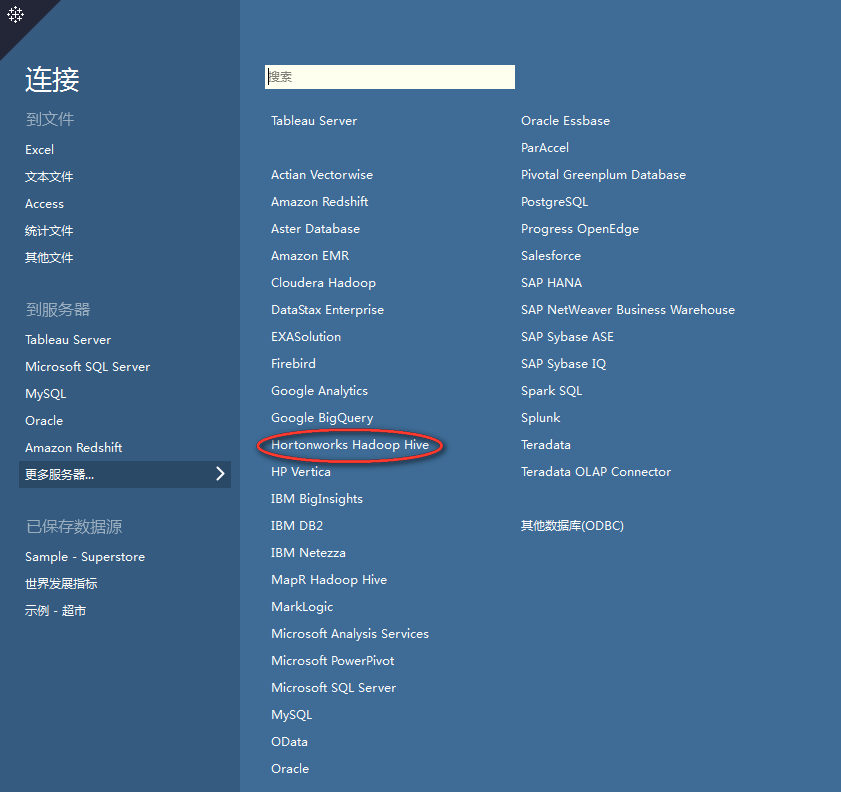 连接
到文件
Excel
文本文件
Access
统计文件
其他文件
到服务器
Tableau Server
Microsoft SQL Server
MySQL
Oracle
Amazon Redshift
更多服务器...
已保存数据源
Sample - Superstore
世界发展指标
示例 - 超市
搜索
Tableau Server
Actian Vectorwise
Amazon Redshift
Aster Database
Amazon EMR
Cloudera Hadoop
DataStax Enterprise
EXASolution
Firebird
Google Analytics
Google BigQuery
Hortonworks Hadoop Hive
HP Vertica
IBM BigInsights
IBM DB2
IBM Netezza
MapR Hadoop Hive
MarkLogic
Microsoft Analysis Services
Microsoft PowerPivot
Microsoft SQL Server
MySQL
OData
Oracle
Oracle Essbase
ParAccel
Pivotal Greenplum Database
PostgreSQL
Progress OpenEdge
Salesforce
SAP HANA
SAP NetWeaver Business Warehouse
SAP Sybase ASE
SAP Sybase IQ
Spark SQL
Splunk
Teradata
Teradata OLAP Connector
其他数据库(ODBC)